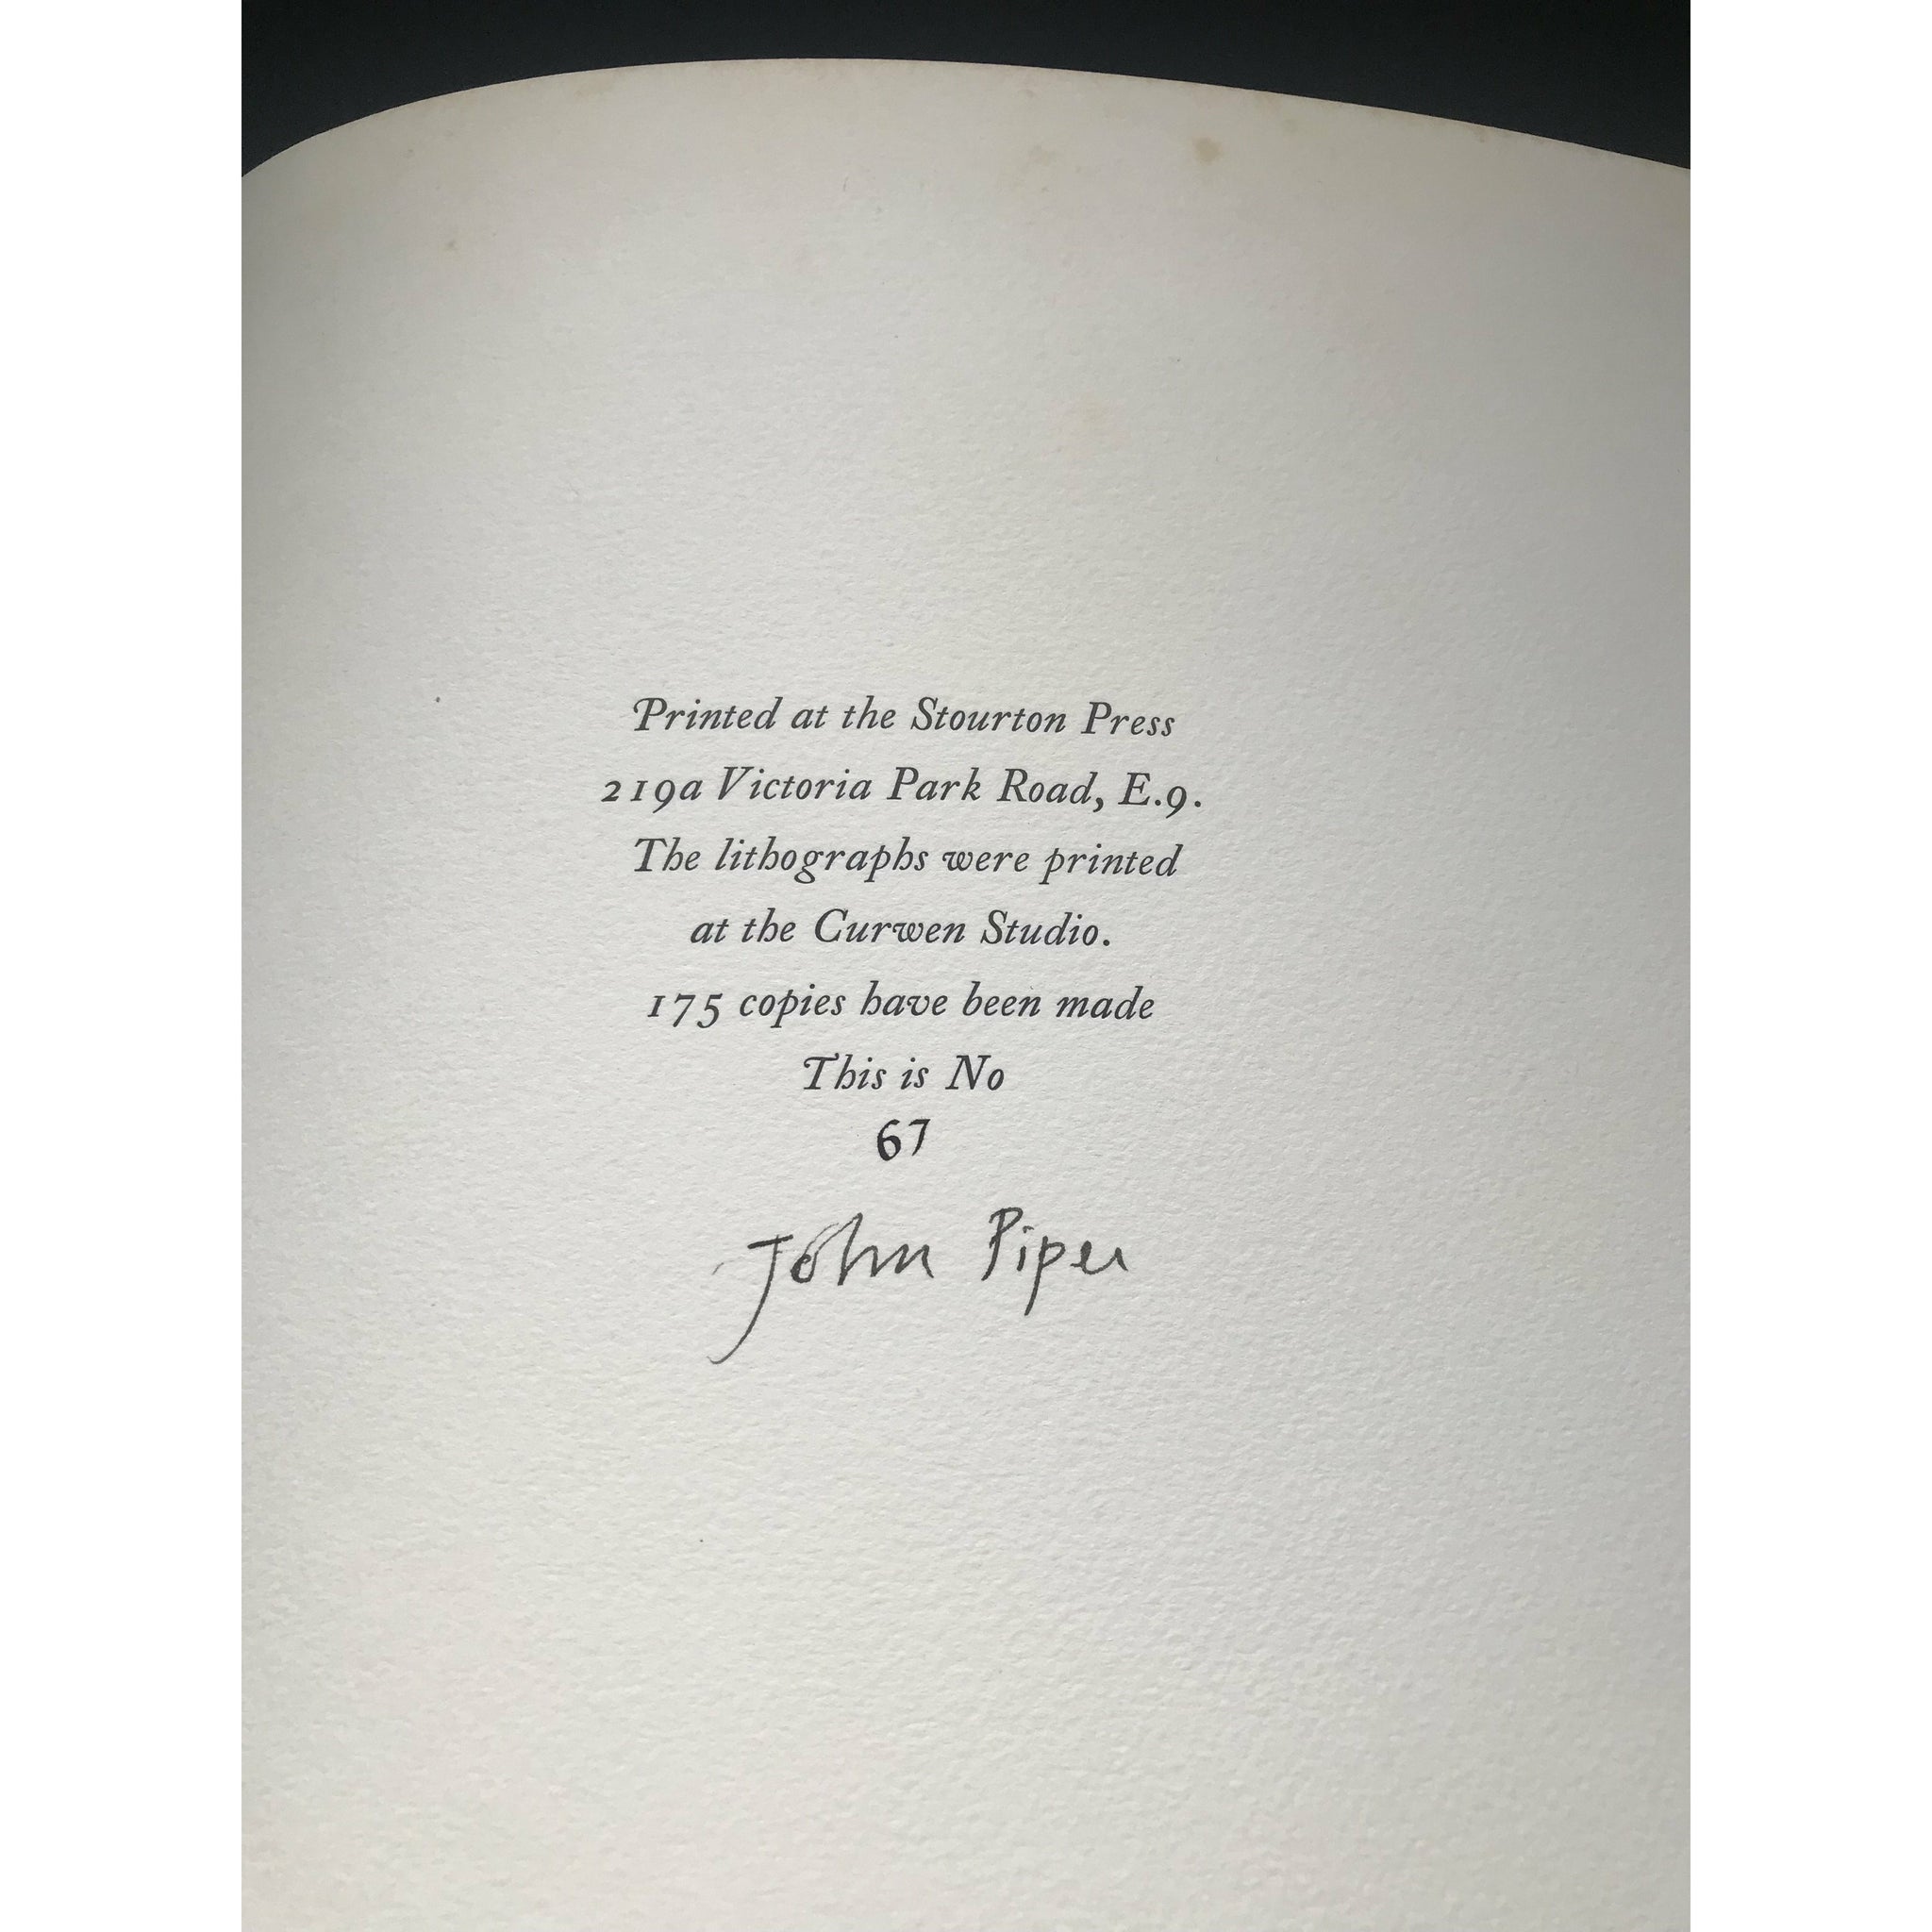 Printed at the Stourton Press
219a Victoria Park Road, E.9.
The lithographs were printed
at the Curwen Studio.
175 copies have been made
This is No
67
John Piper